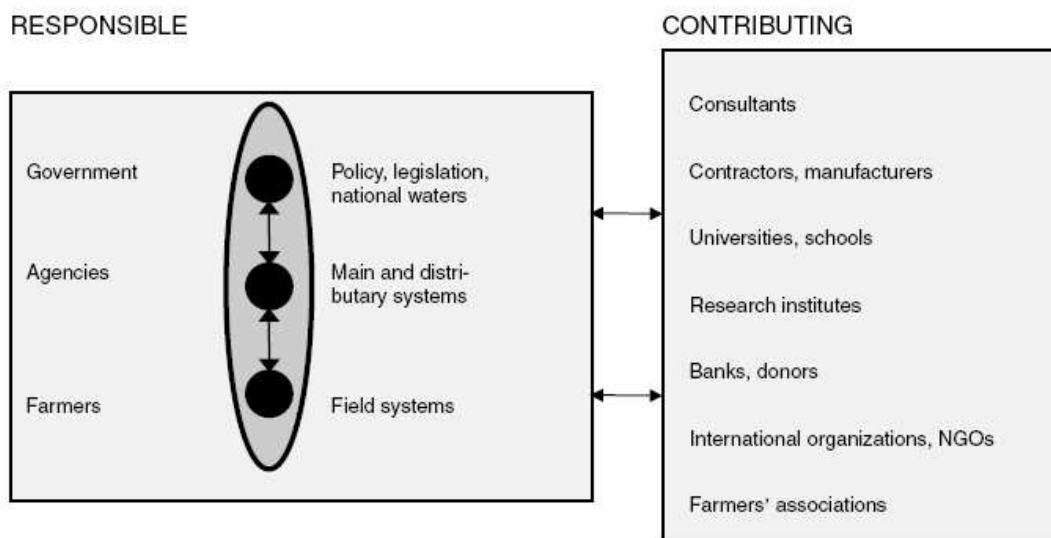 RESPONSIBLE
Government
Policy, legislation,
national waters
Agencies
Main and distri-
butary systems
Farmers
Field systems
CONTRIBUTING
Consultants
Contractors, manufacturers
Universities, schools
Research institutes
Banks, donors
International organizations, NGOs
Farmers' associations